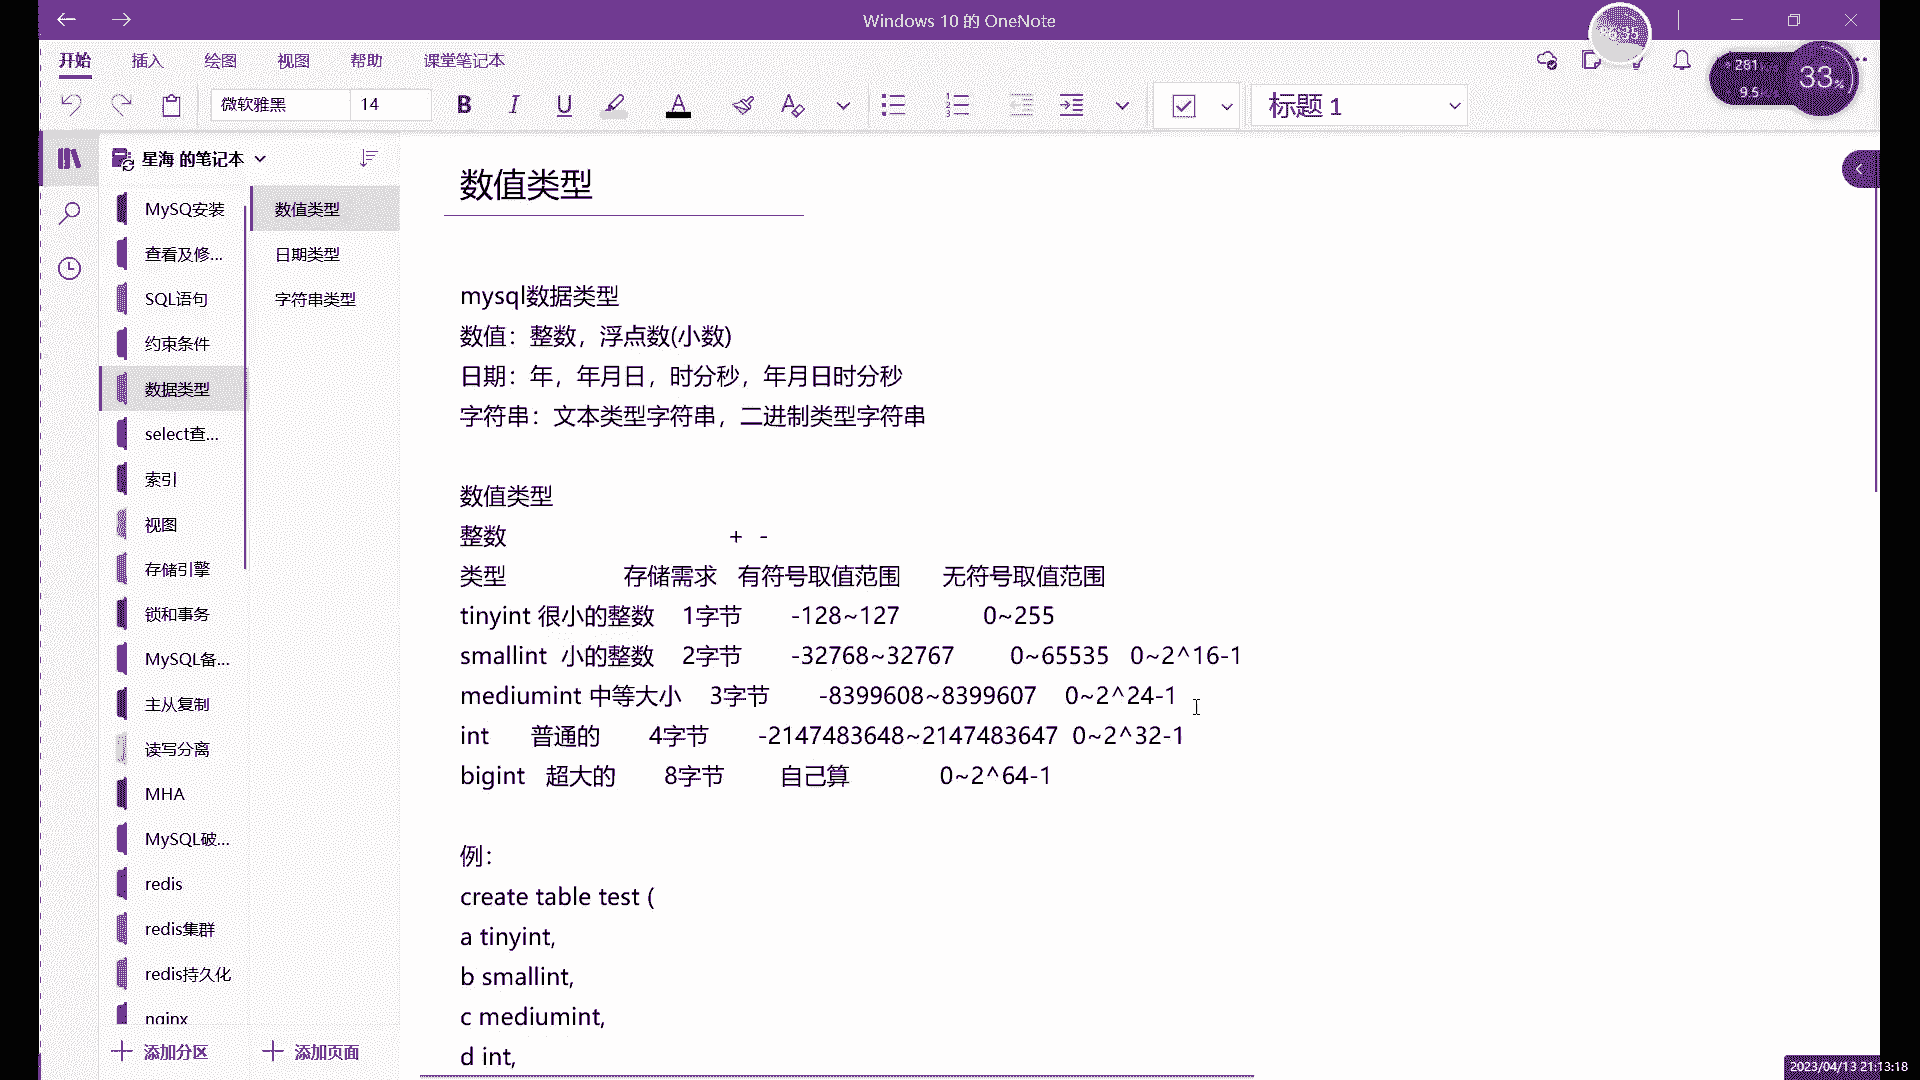 Windows 10 的 OneNote
开始 插入 绘图 视图 帮助 课堂笔记本
281
9.5
33%
微软雅黑 14 B I U A 标题 1
星海 的笔记本
MySQ安装
查看及修...
SQL语句
约束条件
数据类型
select查...
索引
视图
存储引擎
锁和事务
MySQL备...
主从复制
读写分离
MHA
MySQL破...
redis
redis集群
redis持久化
nginx
添加分区
数值类型
日期类型
字符串类型
添加页面
数值类型
mysql数据类型
数值：整数，浮点数(小数)
日期：年，年月日，时分秒，年月日时分秒
字符串：文本类型字符串，二进制类型字符串
数值类型
整数 + -
类型 存储需求 有符号取值范围 无符号取值范围
tinyint 很小的整数 1字节 -128~127 0~255
smallint 小的整数 2字节 -32768~32767 0~65535 0~2^16-1
mediumint 中等大小 3字节 -8399608~8399607 0~2^24-1
int 普通的 4字节 -2147483648~2147483647 0~2^32-1
bigint 超大的 8字节 自己算 0~2^64-1
例：
create table test (
a tinyint,
b smallint,
c mediumint,
d int,
2023/04/13 21:13:18